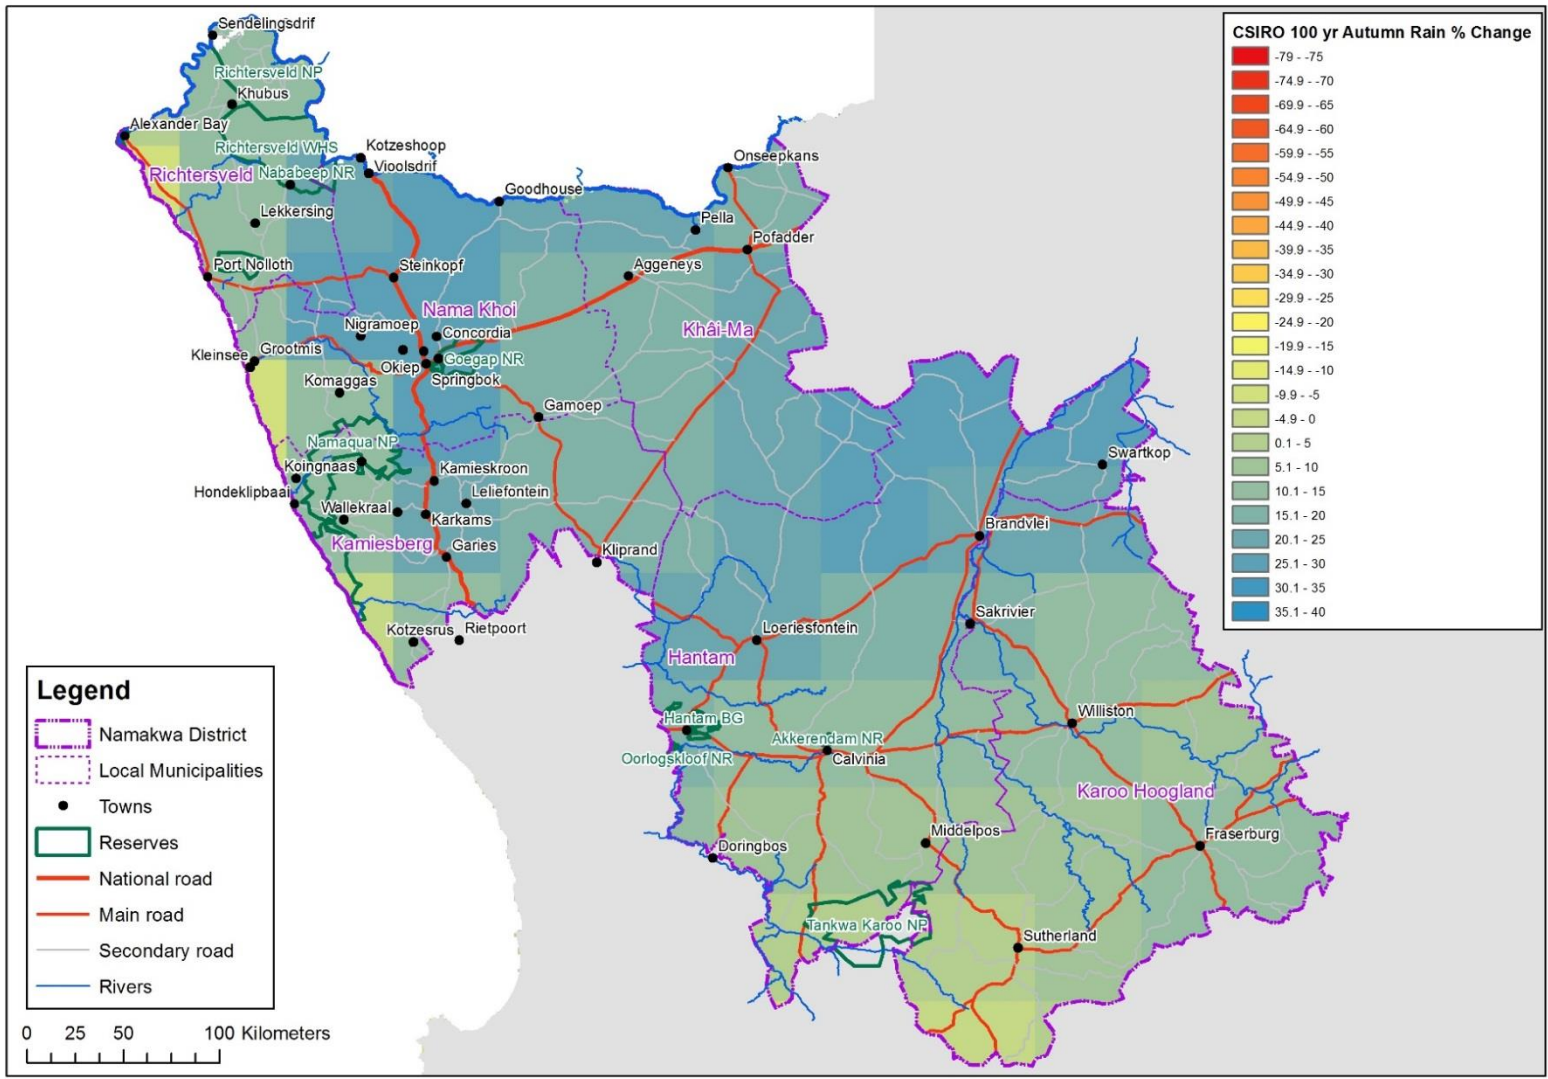 Sendelingsdrif
Richtersveld NP
Khubus
Alexander Bay
Richtersveld WHS
Kotzeshoop
Vioolsdrif
Richtersveld
Nababeep NR
Onseepkans
Goodhouse
Lekkersing
Pella
Pofadder
Port Nolloth
Steinkopf
Aggeneys
Nama Khoi
Khâi-Ma
Nigramoep
Concordia
Kleinsee
Grootmis
Okiep
Goegap NR
Springbok
Komaggas
Gamoep
Namaqua NP
Koingnaas
Kamieskroon
Swartkop
Hondeklipbaai
Leliefontein
Wallekraal
Karkams
Brandvlei
Kamiesberg
Garies
Kliprand
Kotzesrus
Rietpoort
Sakrivier
Loeriesfontein
Hantam
Hantam BG
Williston
Akkerendam NR
Oorlogskloof NR
Calvinia
Karoo Hoogland
Middelpos
Fraserburg
Doringbos
Tankwa Karoo NP
Sutherland
CSIRO 100 yr Autumn Rain % Change
-79 - -75
-74.9 - -70
-69.9 - -65
-64.9 - -60
-59.9 - -55
-54.9 - -50
-49.9 - -45
-44.9 - -40
-39.9 - -35
-34.9 - -30
-29.9 - -25
-24.9 - -20
-19.9 - -15
-14.9 - -10
-9.9 - -5
-4.9 - 0
0.1 - 5
5.1 - 10
10.1 - 15
15.1 - 20
20.1 - 25
25.1 - 30
30.1 - 35
35.1 - 40
Legend
Namakwa District
Local Municipalities
Towns
Reserves
National road
Main road
Secondary road
Rivers
0 25 50 100 Kilometers